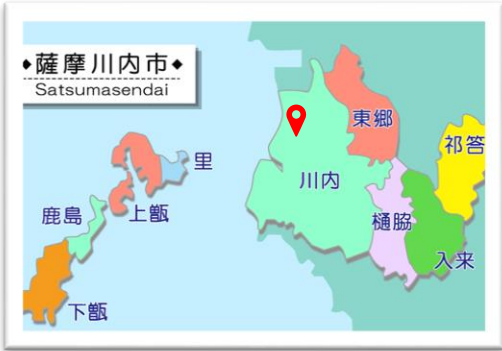 ◆薩摩川内市◆
Satsumasendai
東郷
祁答
里
川内
上甑
鹿島
樋脇
入来
下甑